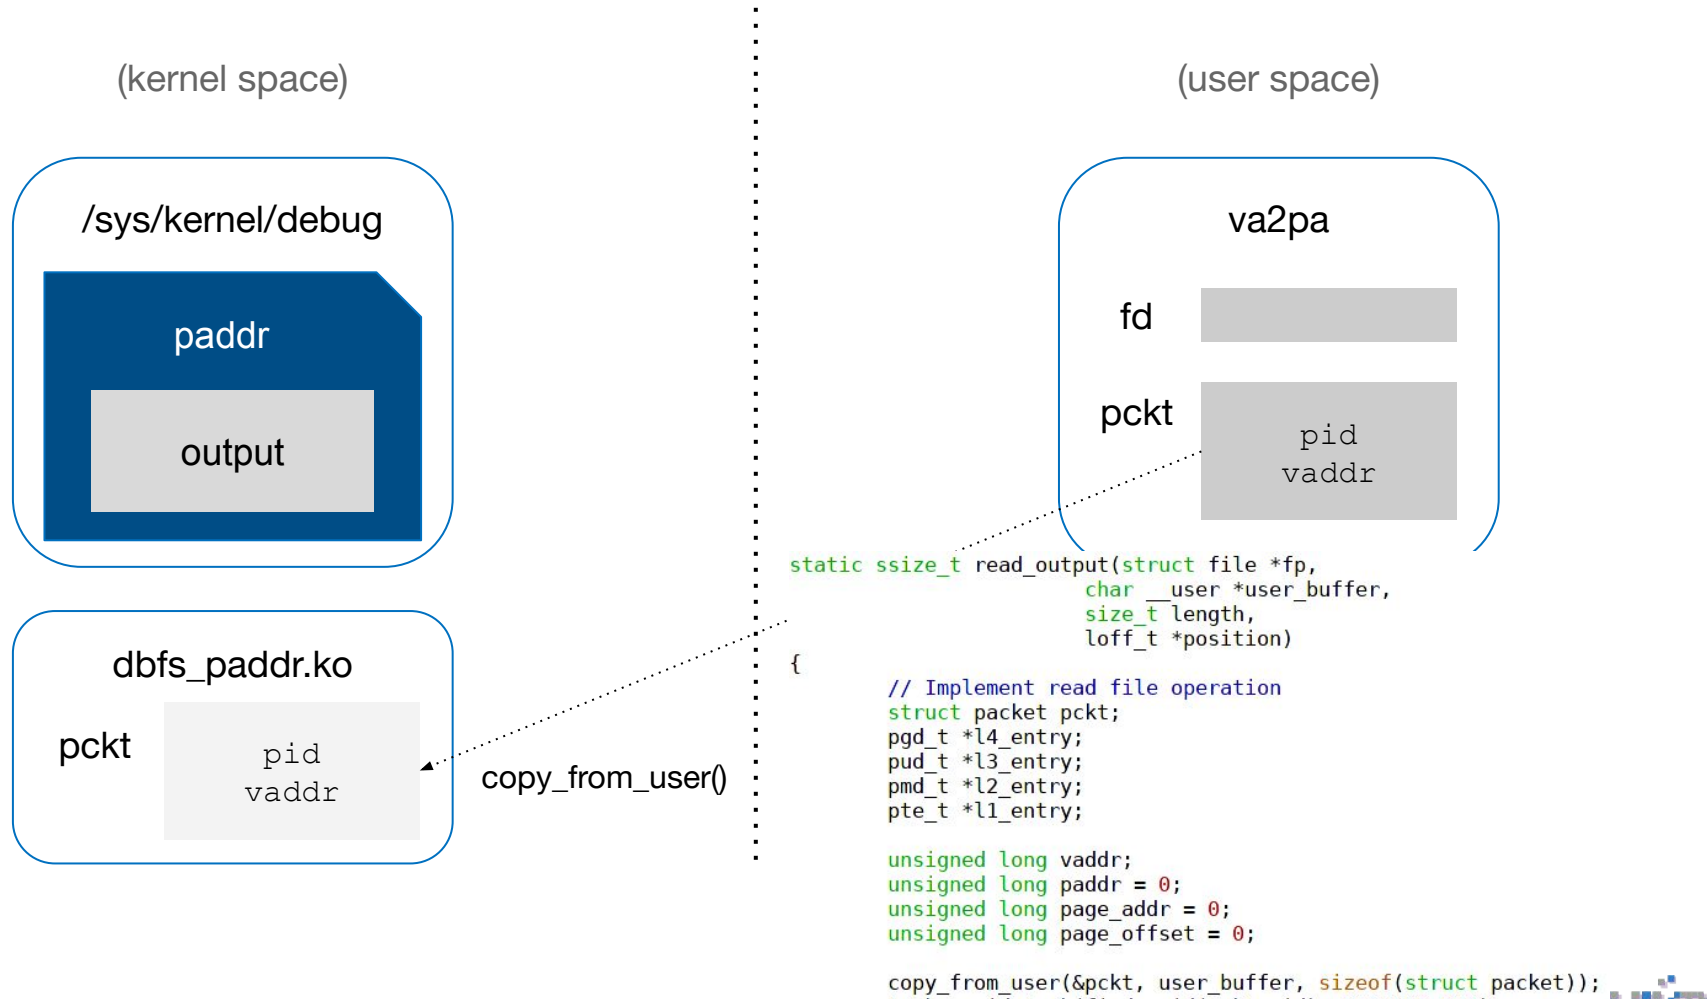 (kernel space)
(user space)
/sys/kernel/debug
paddr
output
va2pa
fd
pckt
pid
vaddr
dbfs_paddr.ko
pckt
pid
vaddr
copy_from_user()
static ssize_t read_output(struct file *fp,
char __user *user_buffer,
size_t length,
loff_t *position)
{
// Implement read file operation
struct packet pckt;
pgd_t *l4_entry;
pud_t *l3_entry;
pmd_t *l2_entry;
pte_t *l1_entry;
unsigned long vaddr;
unsigned long paddr = 0;
unsigned long page_addr = 0;
unsigned long page_offset = 0;
copy_from_user(&pckt, user_buffer, sizeof(struct packet));